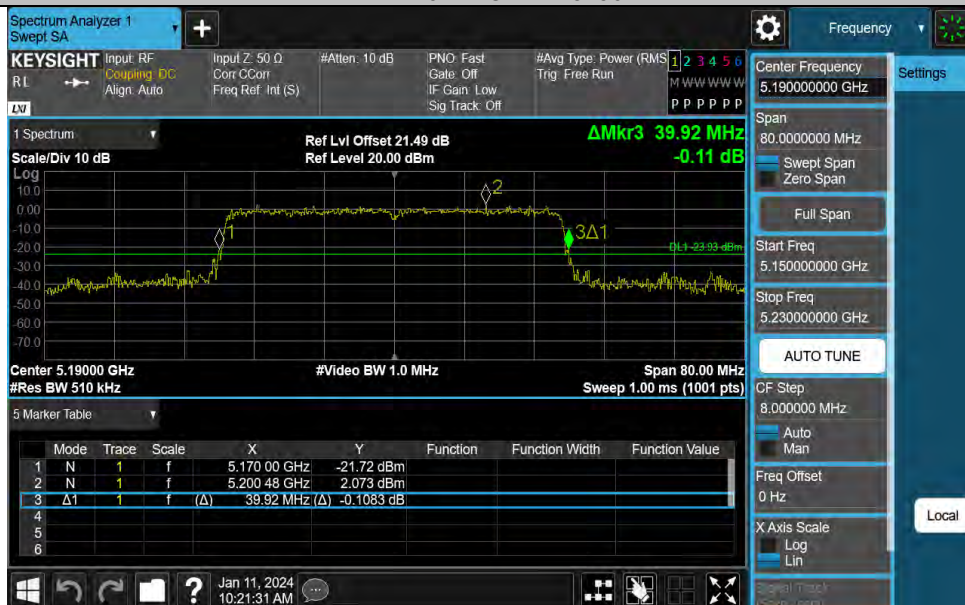 Spectrum Analyzer 1
Swept SA
+
Frequency
KEYSIGHT
RL
LXI
Input: RF
Coupling: DC
Align: Auto
Input Z: 50 Ω
Corr CCorr
Freq Ref: Int (S)
#Atten: 10 dB
PNO: Fast
Gate: Off
IF Gain: Low
Sig Track: Off
#Avg Type: Power (RMS
Trig: Free Run
1 2 3 4 5 6
M W W W W W
P P P P P P
1 Spectrum
Scale/Div 10 dB
Ref Lvl Offset 21.49 dB
Ref Level 20.00 dBm
ΔMkr3 39.92 MHz
-0.11 dB
Log
10.0
0.00
-10.0
-20.0
-30.0
-40.0
-50.0
-60.0
-70.0
1
2
3Δ1
DL1 -23.93 dBm
Center 5.19000 GHz
#Video BW 1.0 MHz
Span 80.00 MHz
#Res BW 510 kHz
Sweep 1.00 ms (1001 pts)
5 Marker Table
Mode Trace Scale X Y Function Function Width Function Value
1 N 1 f 5.170 00 GHz -21.72 dBm
2 N 1 f 5.200 48 GHz 2.073 dBm
3 Δ1 1 f (Δ) 39.92 MHz (Δ) -0.1083 dB
4
5
6
?
Jan 11, 2024
10:21:31 AM
Center Frequency
5.190000000 GHz
Span
80.0000000 MHz
Swept Span
Zero Span
Full Span
Start Freq
5.150000000 GHz
Stop Freq
5.230000000 GHz
AUTO TUNE
CF Step
8.000000 MHz
Auto
Man
Freq Offset
0 Hz
X Axis Scale
Log
Lin
Signal Track
Settings
Local